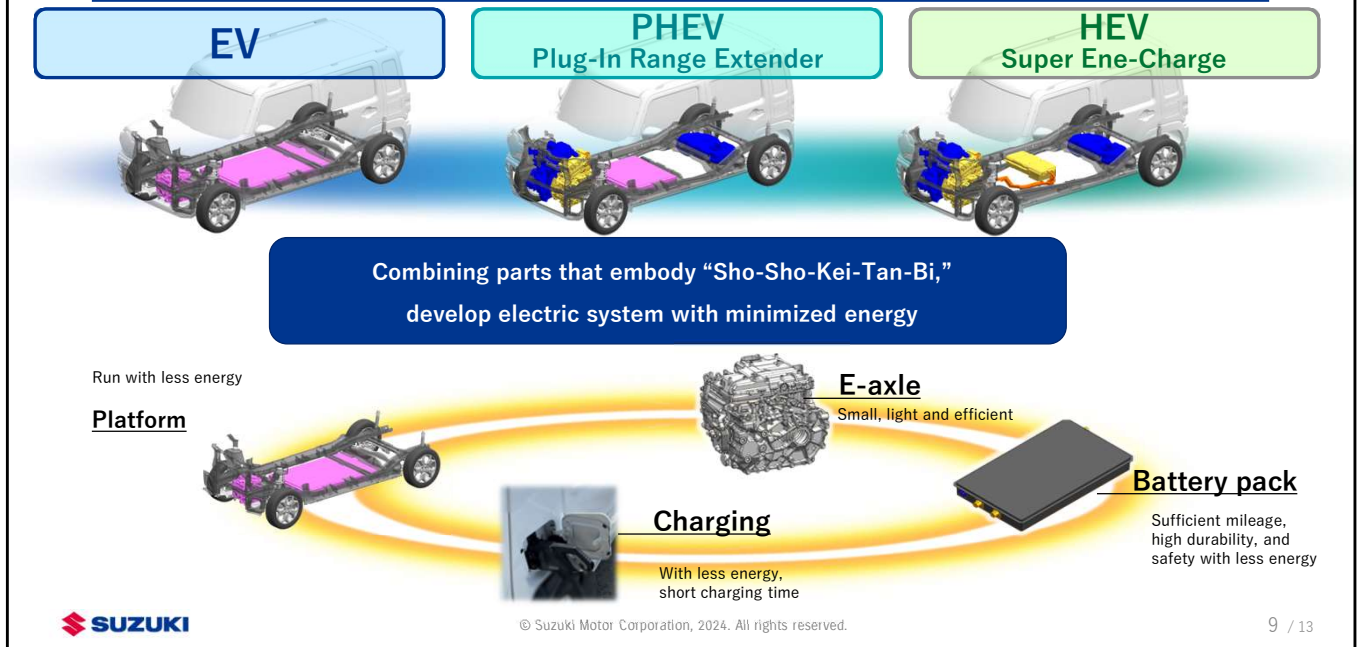 EV
PHEV
Plug-In Range Extender
HEV
Super Ene-Charge
Combining parts that embody “Sho-Sho-Kei-Tan-Bi,”
develop electric system with minimized energy
Run with less energy
Platform
E-axle
Small, light and efficient
Battery pack
Sufficient mileage,
high durability, and
safety with less energy
Charging
With less energy,
short charging time
SUZUKI
© Suzuki Motor Corporation, 2024. All rights reserved.
9 / 13